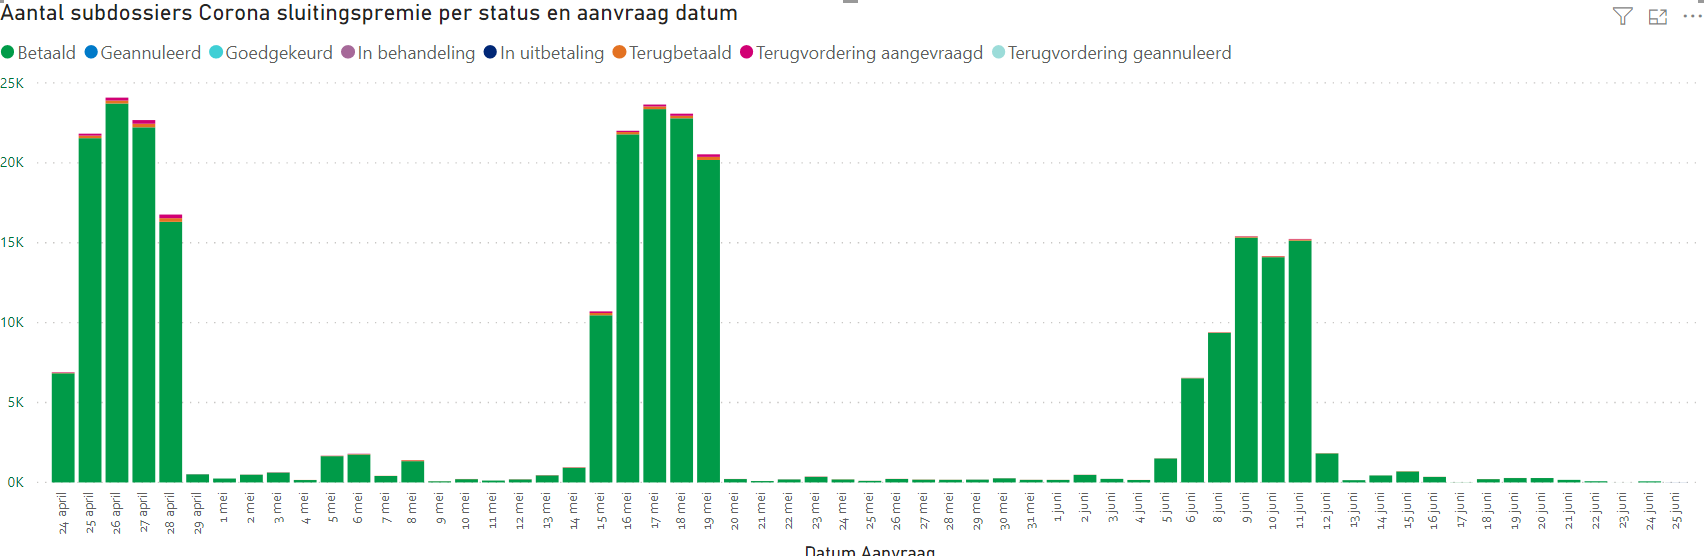 Aantal subdossiers Corona sluitingspremie per status en aanvraag datum
Betaald Geannuleerd Goedgekeurd In behandeling In uitbetaling Terugbetaald Terugvordering aangevraagd Terugvordering geannuleerd
25K
20K
15K
10K
5K
0K
24 april
25 april
26 april
27 april
28 april
29 april
1 mei
2 mei
3 mei
4 mei
5 mei
6 mei
7 mei
8 mei
9 mei
10 mei
11 mei
12 mei
13 mei
14 mei
15 mei
16 mei
17 mei
18 mei
19 mei
20 mei
21 mei
22 mei
23 mei
24 mei
25 mei
26 mei
27 mei
28 mei
29 mei
30 mei
31 mei
1 juni
2 juni
3 juni
4 juni
5 juni
6 juni
8 juni
9 juni
10 juni
11 juni
12 juni
13 juni
14 juni
15 juni
16 juni
17 juni
18 juni
19 juni
20 juni
21 juni
22 juni
23 juni
24 juni
25 juni
Datum Aanvraag